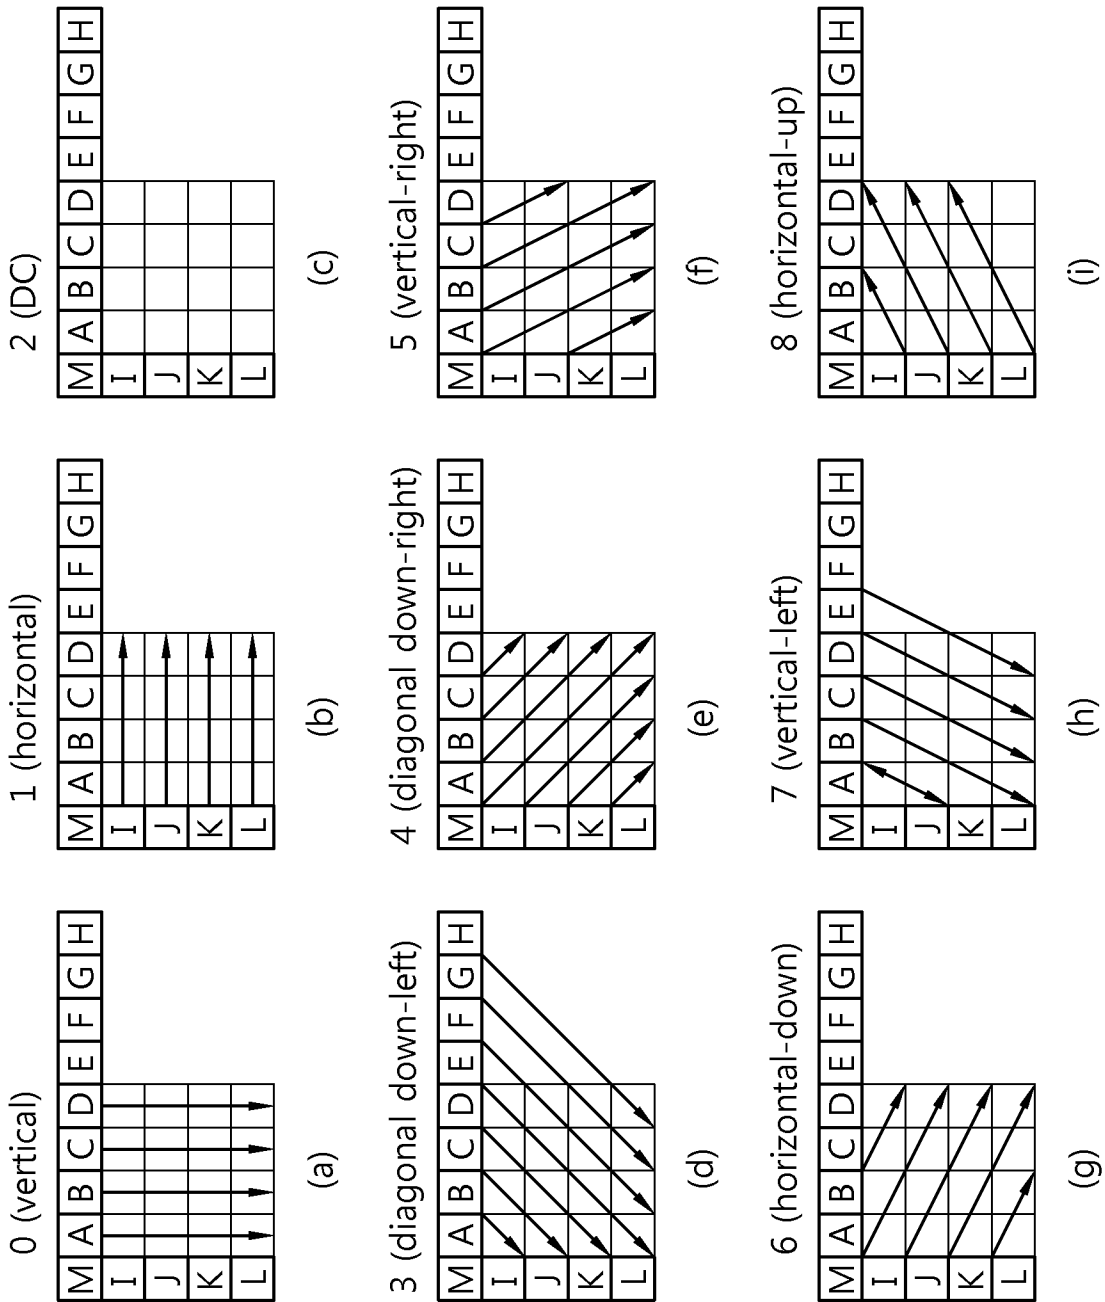 0 (vertical)
1 (horizontal)
2 (DC)
M A B C D E F G H
I
J
K
L
M A B C D E F G H
I
J
K
L
M A B C D E F G H
I
J
K
L
(a)
(b)
(c)
3 (diagonal down-left)
4 (diagonal down-right)
5 (vertical-right)
M A B C D E F G H
I
J
K
L
M A B C D E F G H
I
J
K
L
M A B C D E F G H
I
J
K
L
(d)
(e)
(f)
6 (horizontal-down)
7 (vertical-left)
8 (horizontal-up)
M A B C D E F G H
I
J
K
L
M A B C D E F G H
I
J
K
L
M A B C D E F G H
I
J
K
L
(g)
(h)
(i)